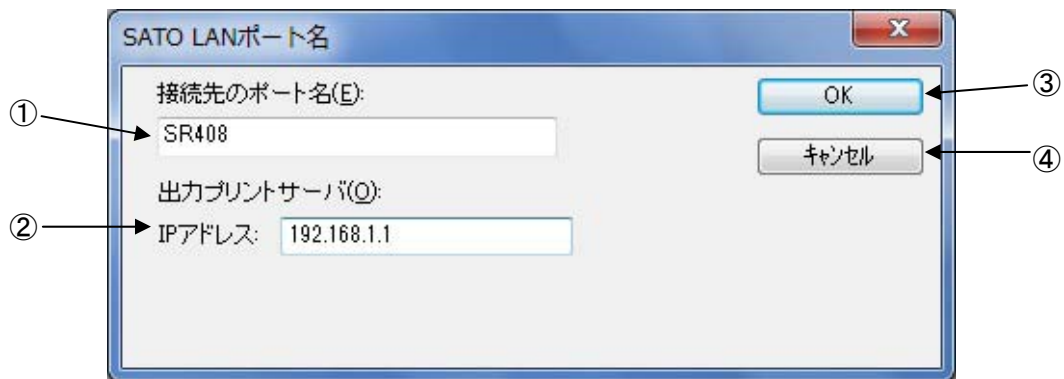 SATO LANポート名
接続先のポート名(E):
① SR408
OK ③
キャンセル ④
出力プリントサーバ(O):
② IPアドレス: 192.168.1.1